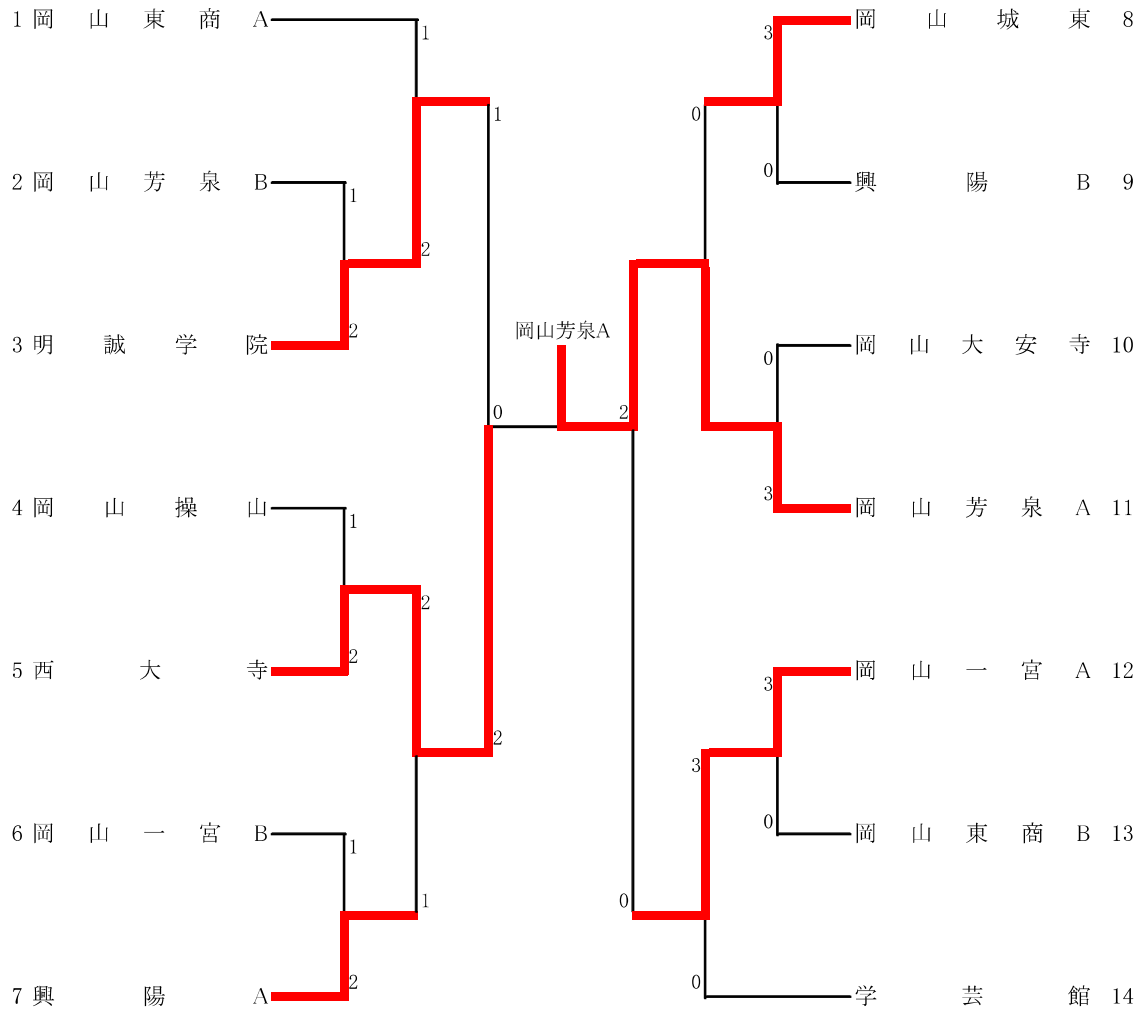 1 岡山東商A
1
1
2 岡山芳泉B
1
2
2
3 明誠学院
4 岡山操山
1
2
2
5 西大寺
2
6 岡山一宮B
1
1
2
7 興陽A
0
岡山芳泉A
2
岡山城東 8
3
0
0
興陽B 9
岡山大安寺 10
0
3
岡山芳泉A 11
岡山一宮A 12
3
3
0
岡山東商B 13
0
0
学芸館 14